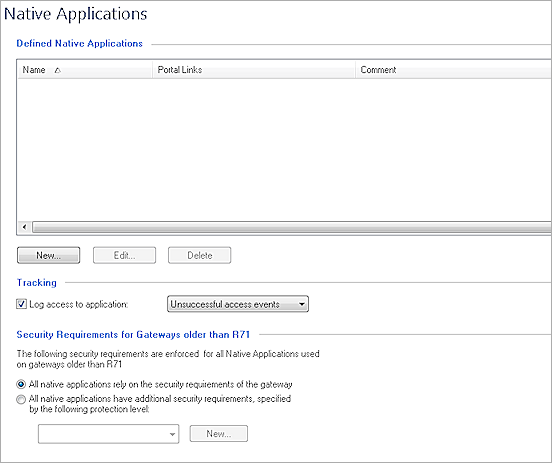 Native Applications
Defined Native Applications
Name Portal Links Comment
New... Edit... Delete
Tracking
Log access to application: Unsuccessful access events
Security Requirements for Gateways older than R71
The following security requirements are enforced for all Native Applications used
on gateways older than R71
All native applications rely on the security requirements of the gateway
All native applications have additional security requirements, specified
by the following protection level:
New...